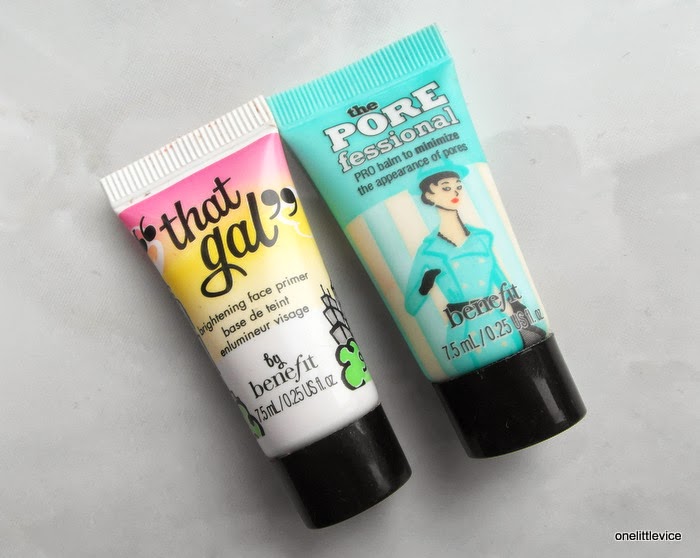 “that
gal”
brightening face primer
base de teint
enlumineur visage
by
benefit
7.5 mL/0.25 US fl oz
the
PORE
fessional
PRO balm to minimize
the appearance of pores
benefit
7.5 mL/0.25 US fl oz
onelittlevice